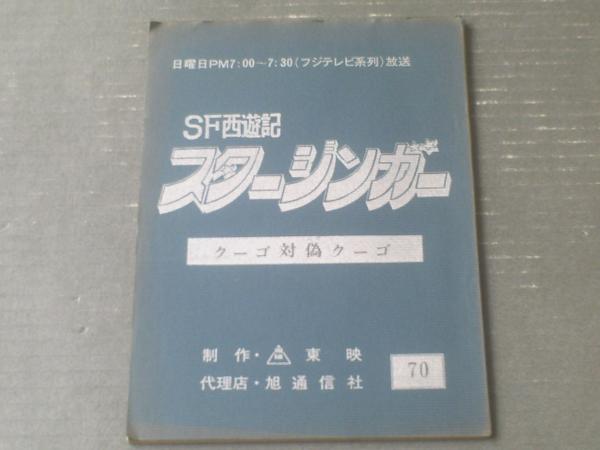 日曜日PM7:00〜7:30(フジテレビ系列)放送
SF西遊記
スタージンガー
クーゴ対偽クーゴ
制作・東映
代理店・旭通信社
70